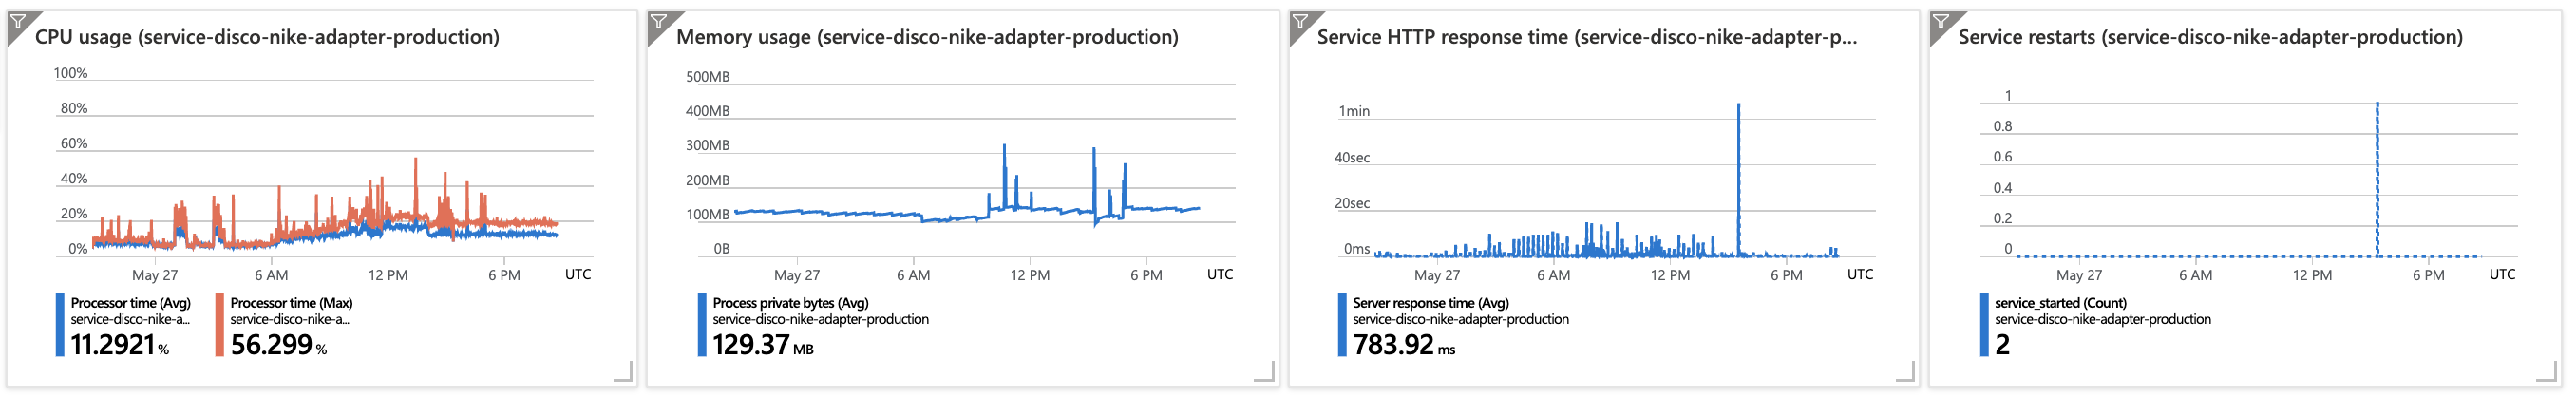 CPU usage (service-disco-nike-adapter-production)
100%
80%
60%
40%
20%
0%
May 27
6 AM
12 PM
6 PM
UTC
Processor time (Avg)
service-disco-nike-a...
11.2921 %
Processor time (Max)
service-disco-nike-a...
56.299 %
Memory usage (service-disco-nike-adapter-production)
500MB
400MB
300MB
200MB
100MB
0B
May 27
6 AM
12 PM
6 PM
UTC
Process private bytes (Avg)
service-disco-nike-adapter-production
129.37 MB
Service HTTP response time (service-disco-nike-adapter-p...
1min
40sec
20sec
0ms
May 27
6 AM
12 PM
6 PM
UTC
Server response time (Avg)
service-disco-nike-adapter-production
783.92 ms
Service restarts (service-disco-nike-adapter-production)
1
0.8
0.6
0.4
0.2
0
May 27
6 AM
12 PM
6 PM
UTC
service_started (Count)
service-disco-nike-adapter-production
2